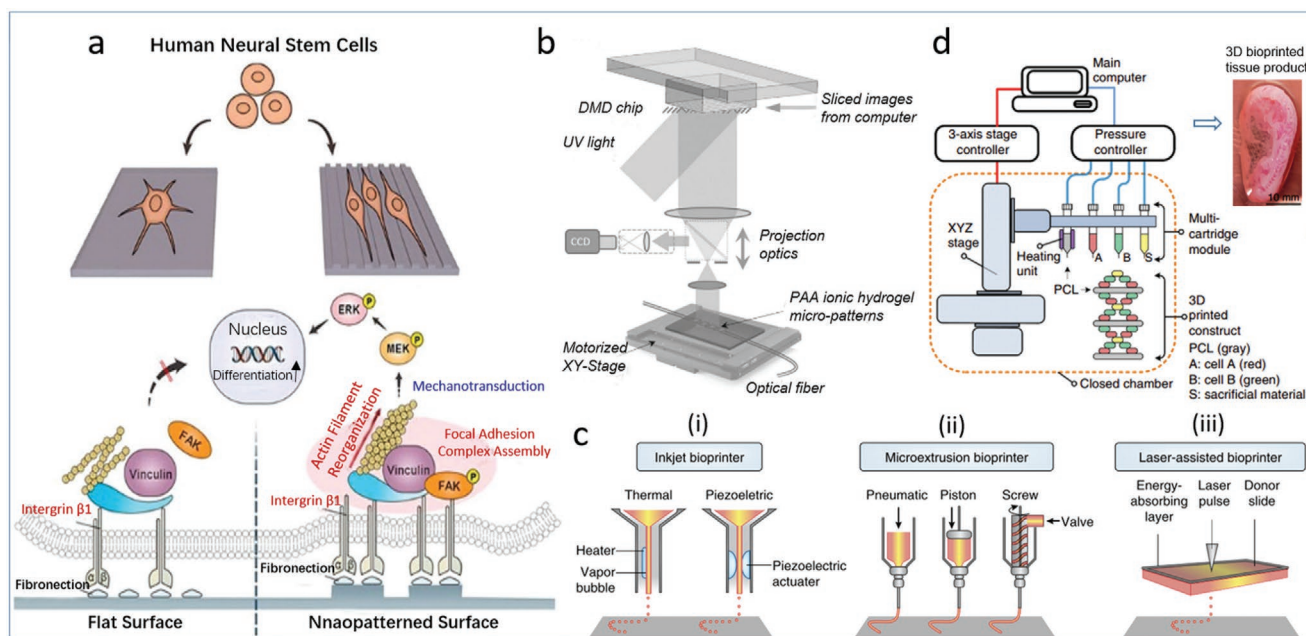 a
Human Neural Stem Cells
Nucleus
Differentiation
ERK
P
MEK
P
Mechanotransduction
Actin Filament
Reorganization
Focal Adhesion
Complex Assembly
FAK
Vinculin
Intergrin β1
Fibronection
Flat Surface
Vinculin
FAK
P
Intergrin β1
Fibronection
Nnaopatterned Surface
b
DMD chip
Sliced images
from computer
UV light
CCD
Projection
optics
PAA ionic hydrogel
micro-patterns
Motorized
XY-Stage
Optical fiber
d
Main
computer
3D bioprinted
tissue product
10 mm
3-axis stage
controller
Pressure
controller
XYZ
stage
Heating
unit
A
B
S
Multi-
cartridge
module
PCL
3D
printed
construct
PCL (gray)
A: cell A (red)
B: cell B (green)
S: sacrificial material
Closed chamber
c
(i)
Inkjet bioprinter
Thermal
Piezoeletric
Heater
Vapor
bubble
Piezoelectric
actuater
(ii)
Microextrusion bioprinter
Pneumatic
Piston
Screw
Valve
(iii)
Laser-assisted bioprinter
Energy-
absorbing
layer
Laser
pulse
Donor
slide